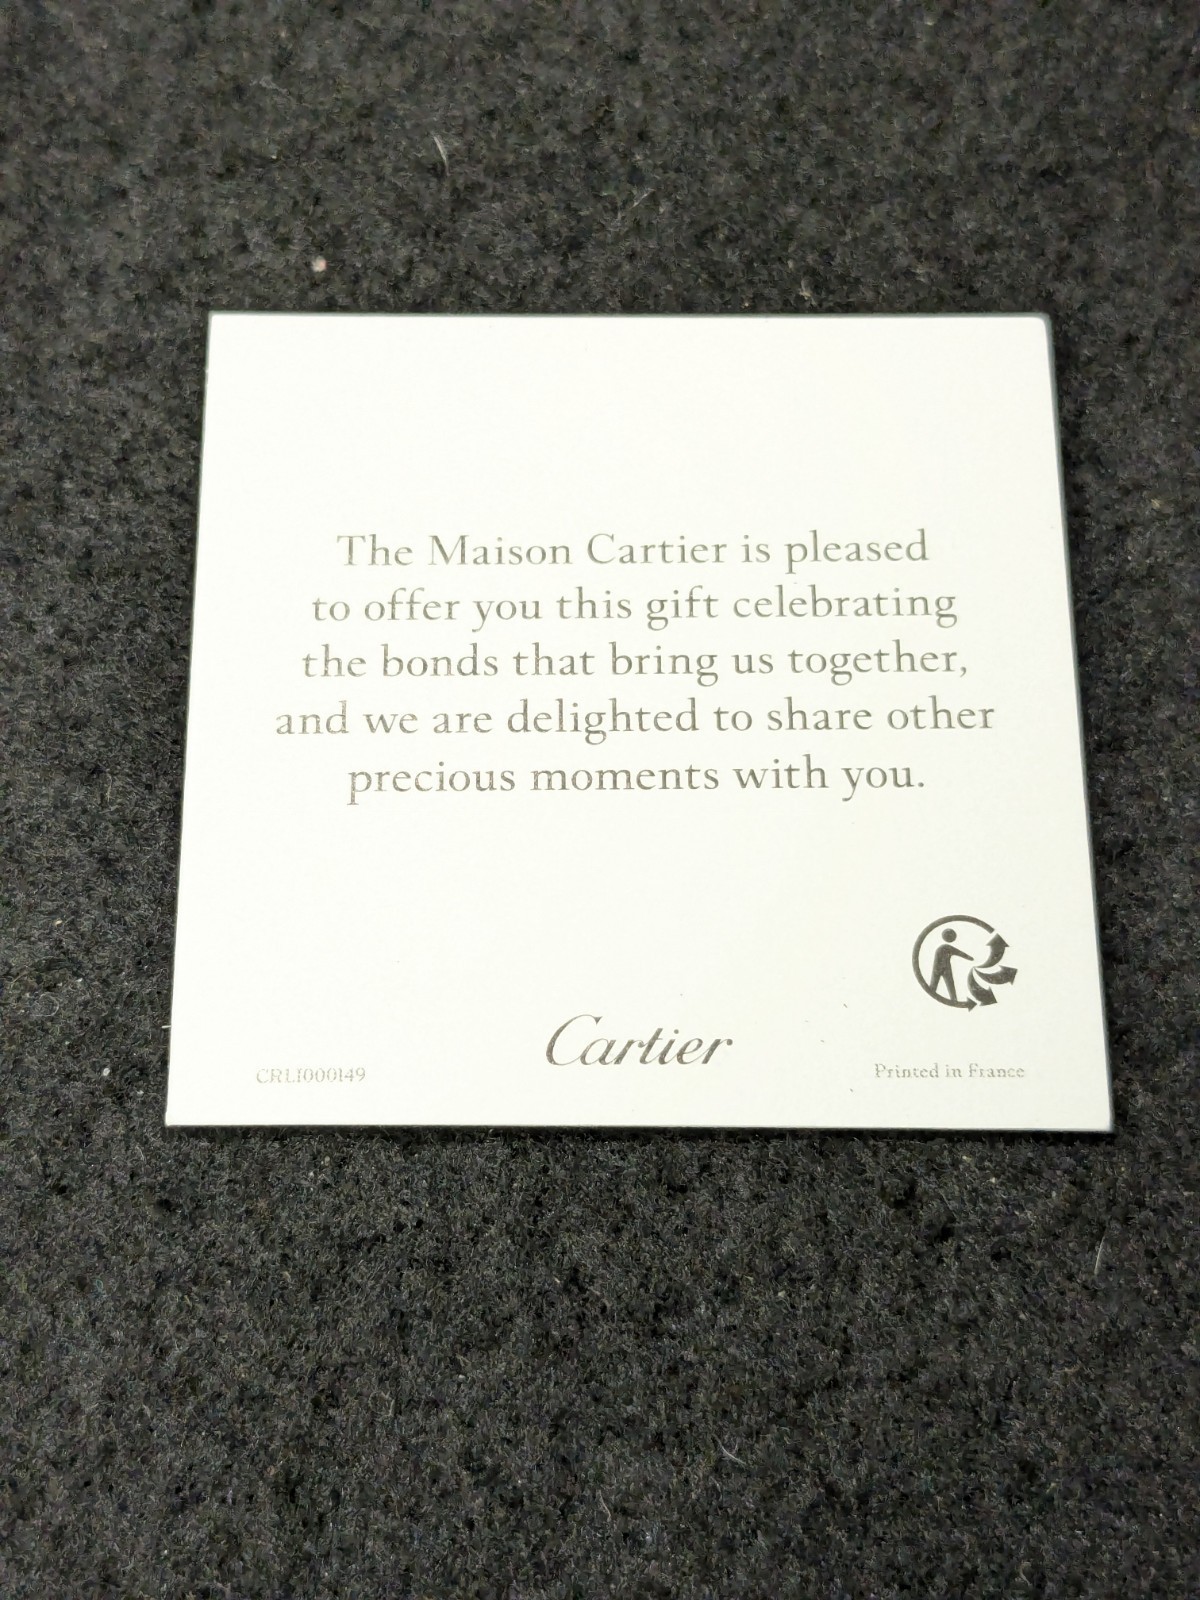 The Maison Cartier is pleased
to offer you this gift celebrating
the bonds that bring us together,
and we are delighted to share other
precious moments with you.
Cartier
CRLI000149
Printed in France